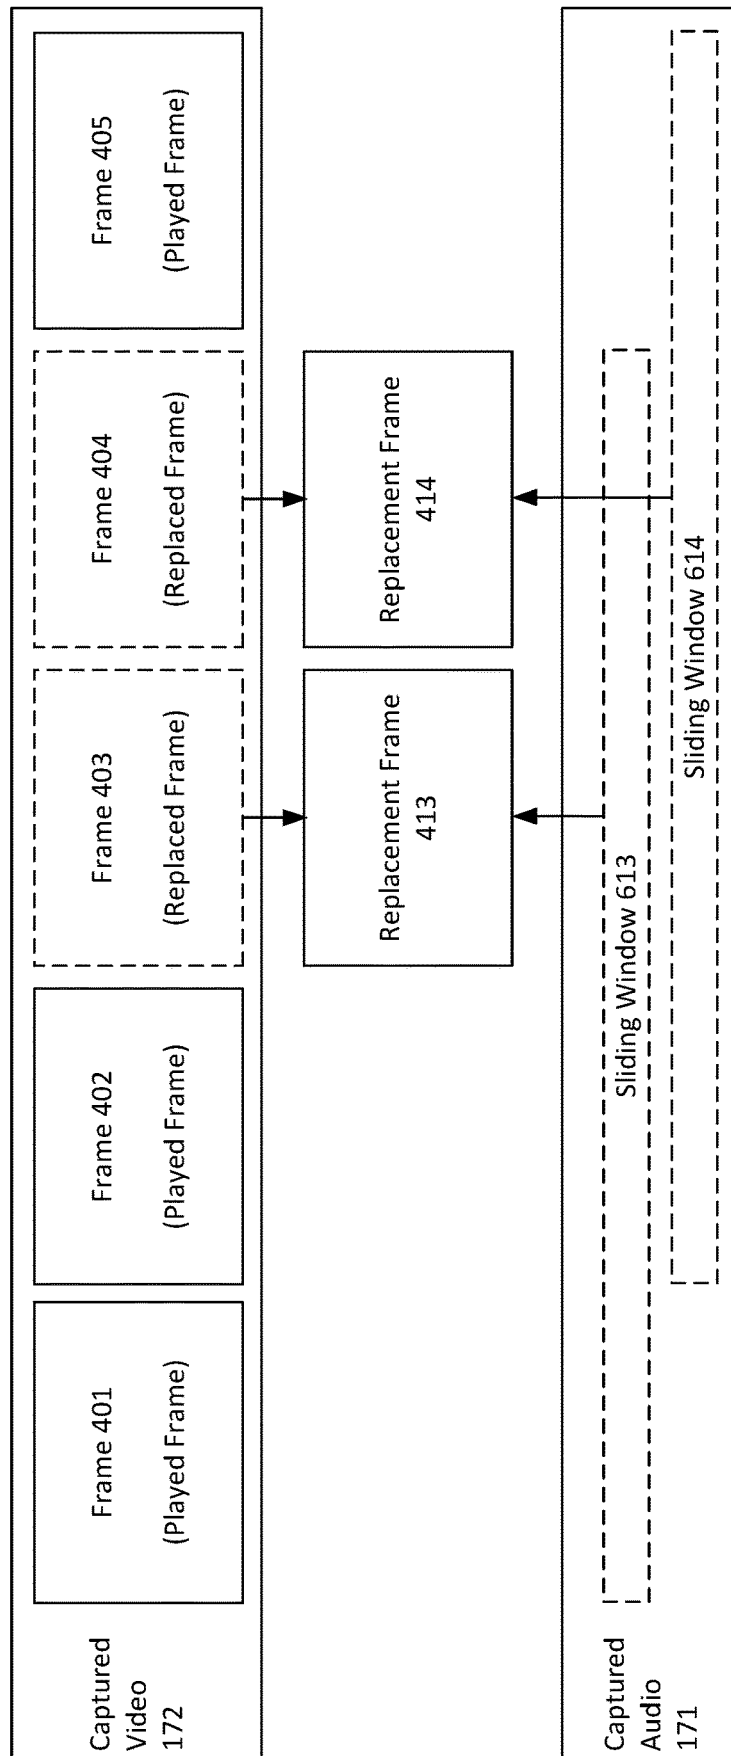 Captured
Video
172
Frame 401
(Played Frame)
Frame 402
(Played Frame)
Frame 403
(Replaced Frame)
Frame 404
(Replaced Frame)
Frame 405
(Played Frame)
Replacement Frame
413
Replacement Frame
414
Captured
Audio
171
Sliding Window 613
Sliding Window 614